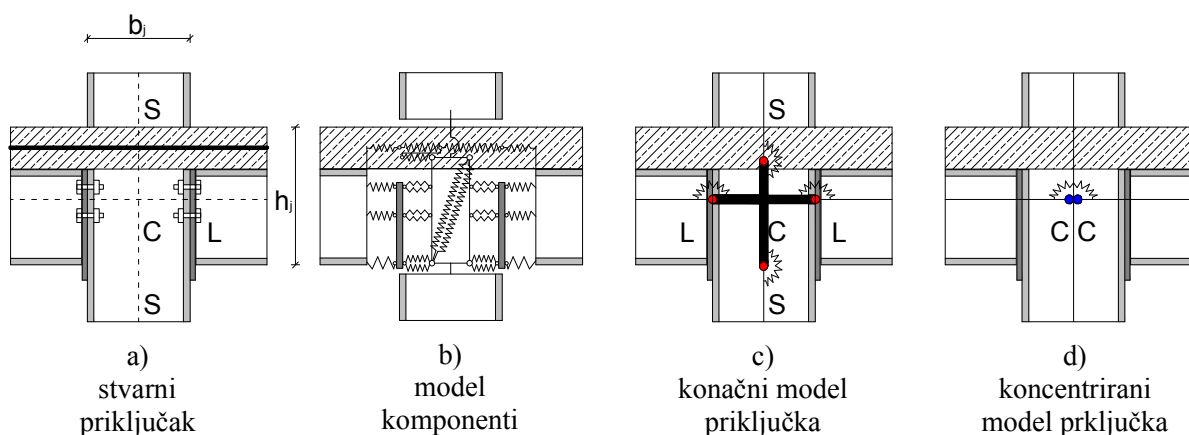 bj
S
S
hj
C
L
S
L
C
L
C C
S
a)
stvarni
priključak
b)
model
komponenti
c)
konačni model
priključka
d)
koncentrirani
model prključka